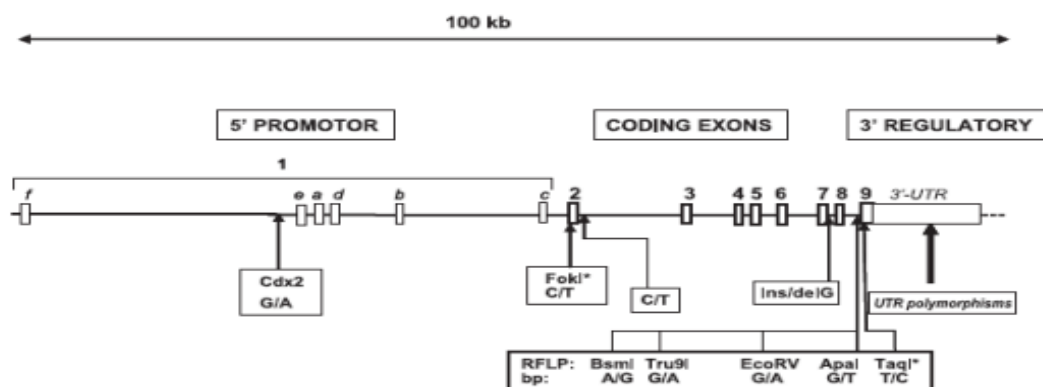 100 kb
5' PROMOTOR CODING EXONS 3' REGULATORY
1
f e a d b c 2 3 4 5 6 7 8 9 3'-UTR
Cdx2
G/A
FokI*
C/T
C/T
Ins/delG
UTR polymorphisms
RFLP: BsmI Tru9I EcoRV ApaI TaqI*
bp: A/G G/A G/A G/T T/C